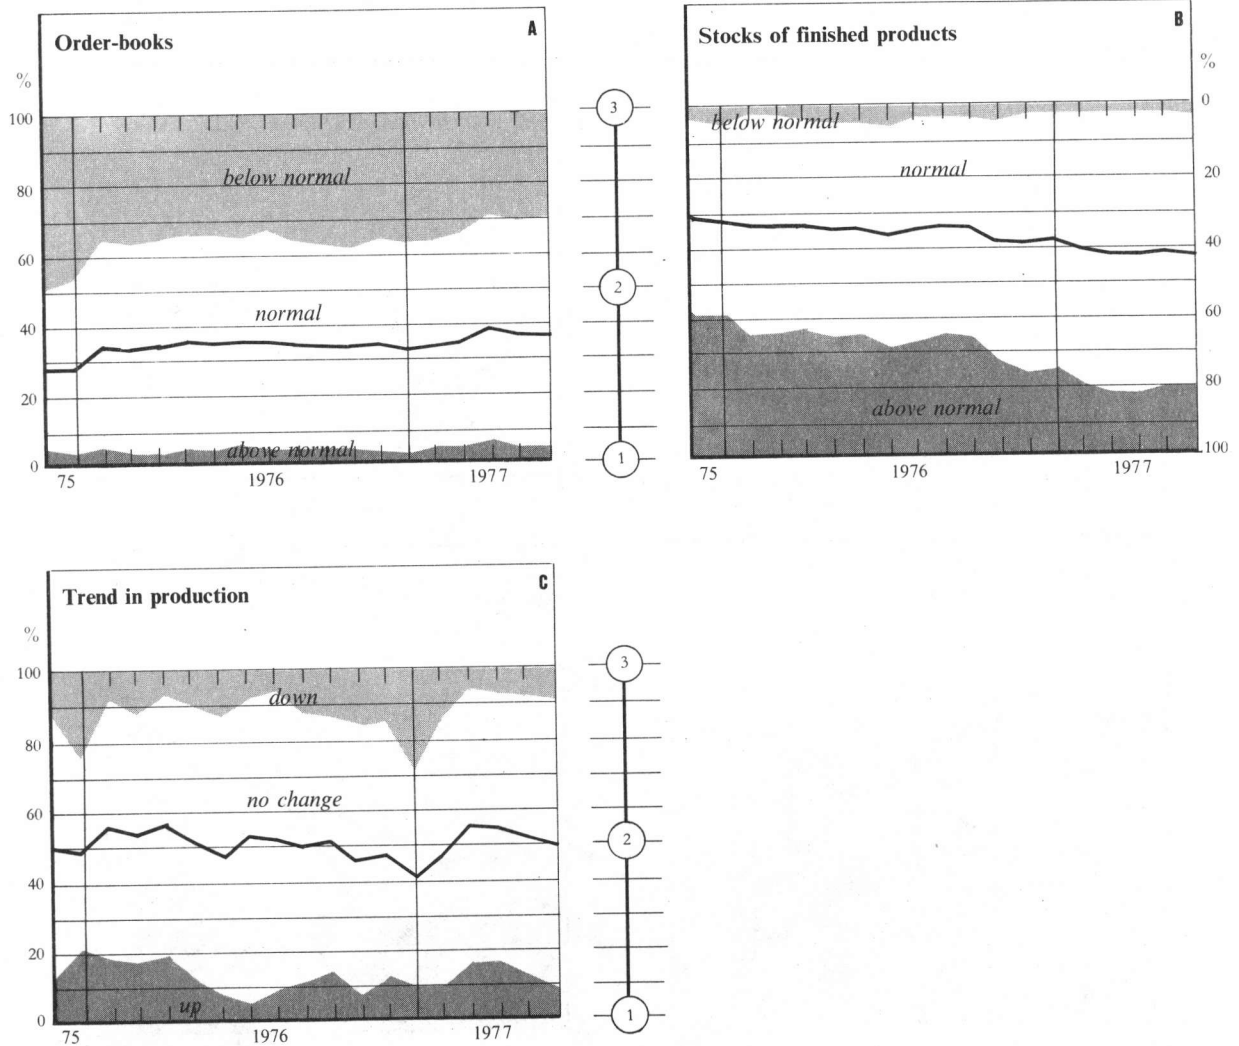 Order-books
A
%
100
80
60
40
20
0
below normal
normal
above normal
75
1976
1977
3
2
1
Stocks of finished products
B
%
0
20
40
60
80
100
below normal
normal
above normal
75
1976
1977
Trend in production
C
%
100
80
60
40
20
0
down
no change
up
75
1976
1977
3
2
1